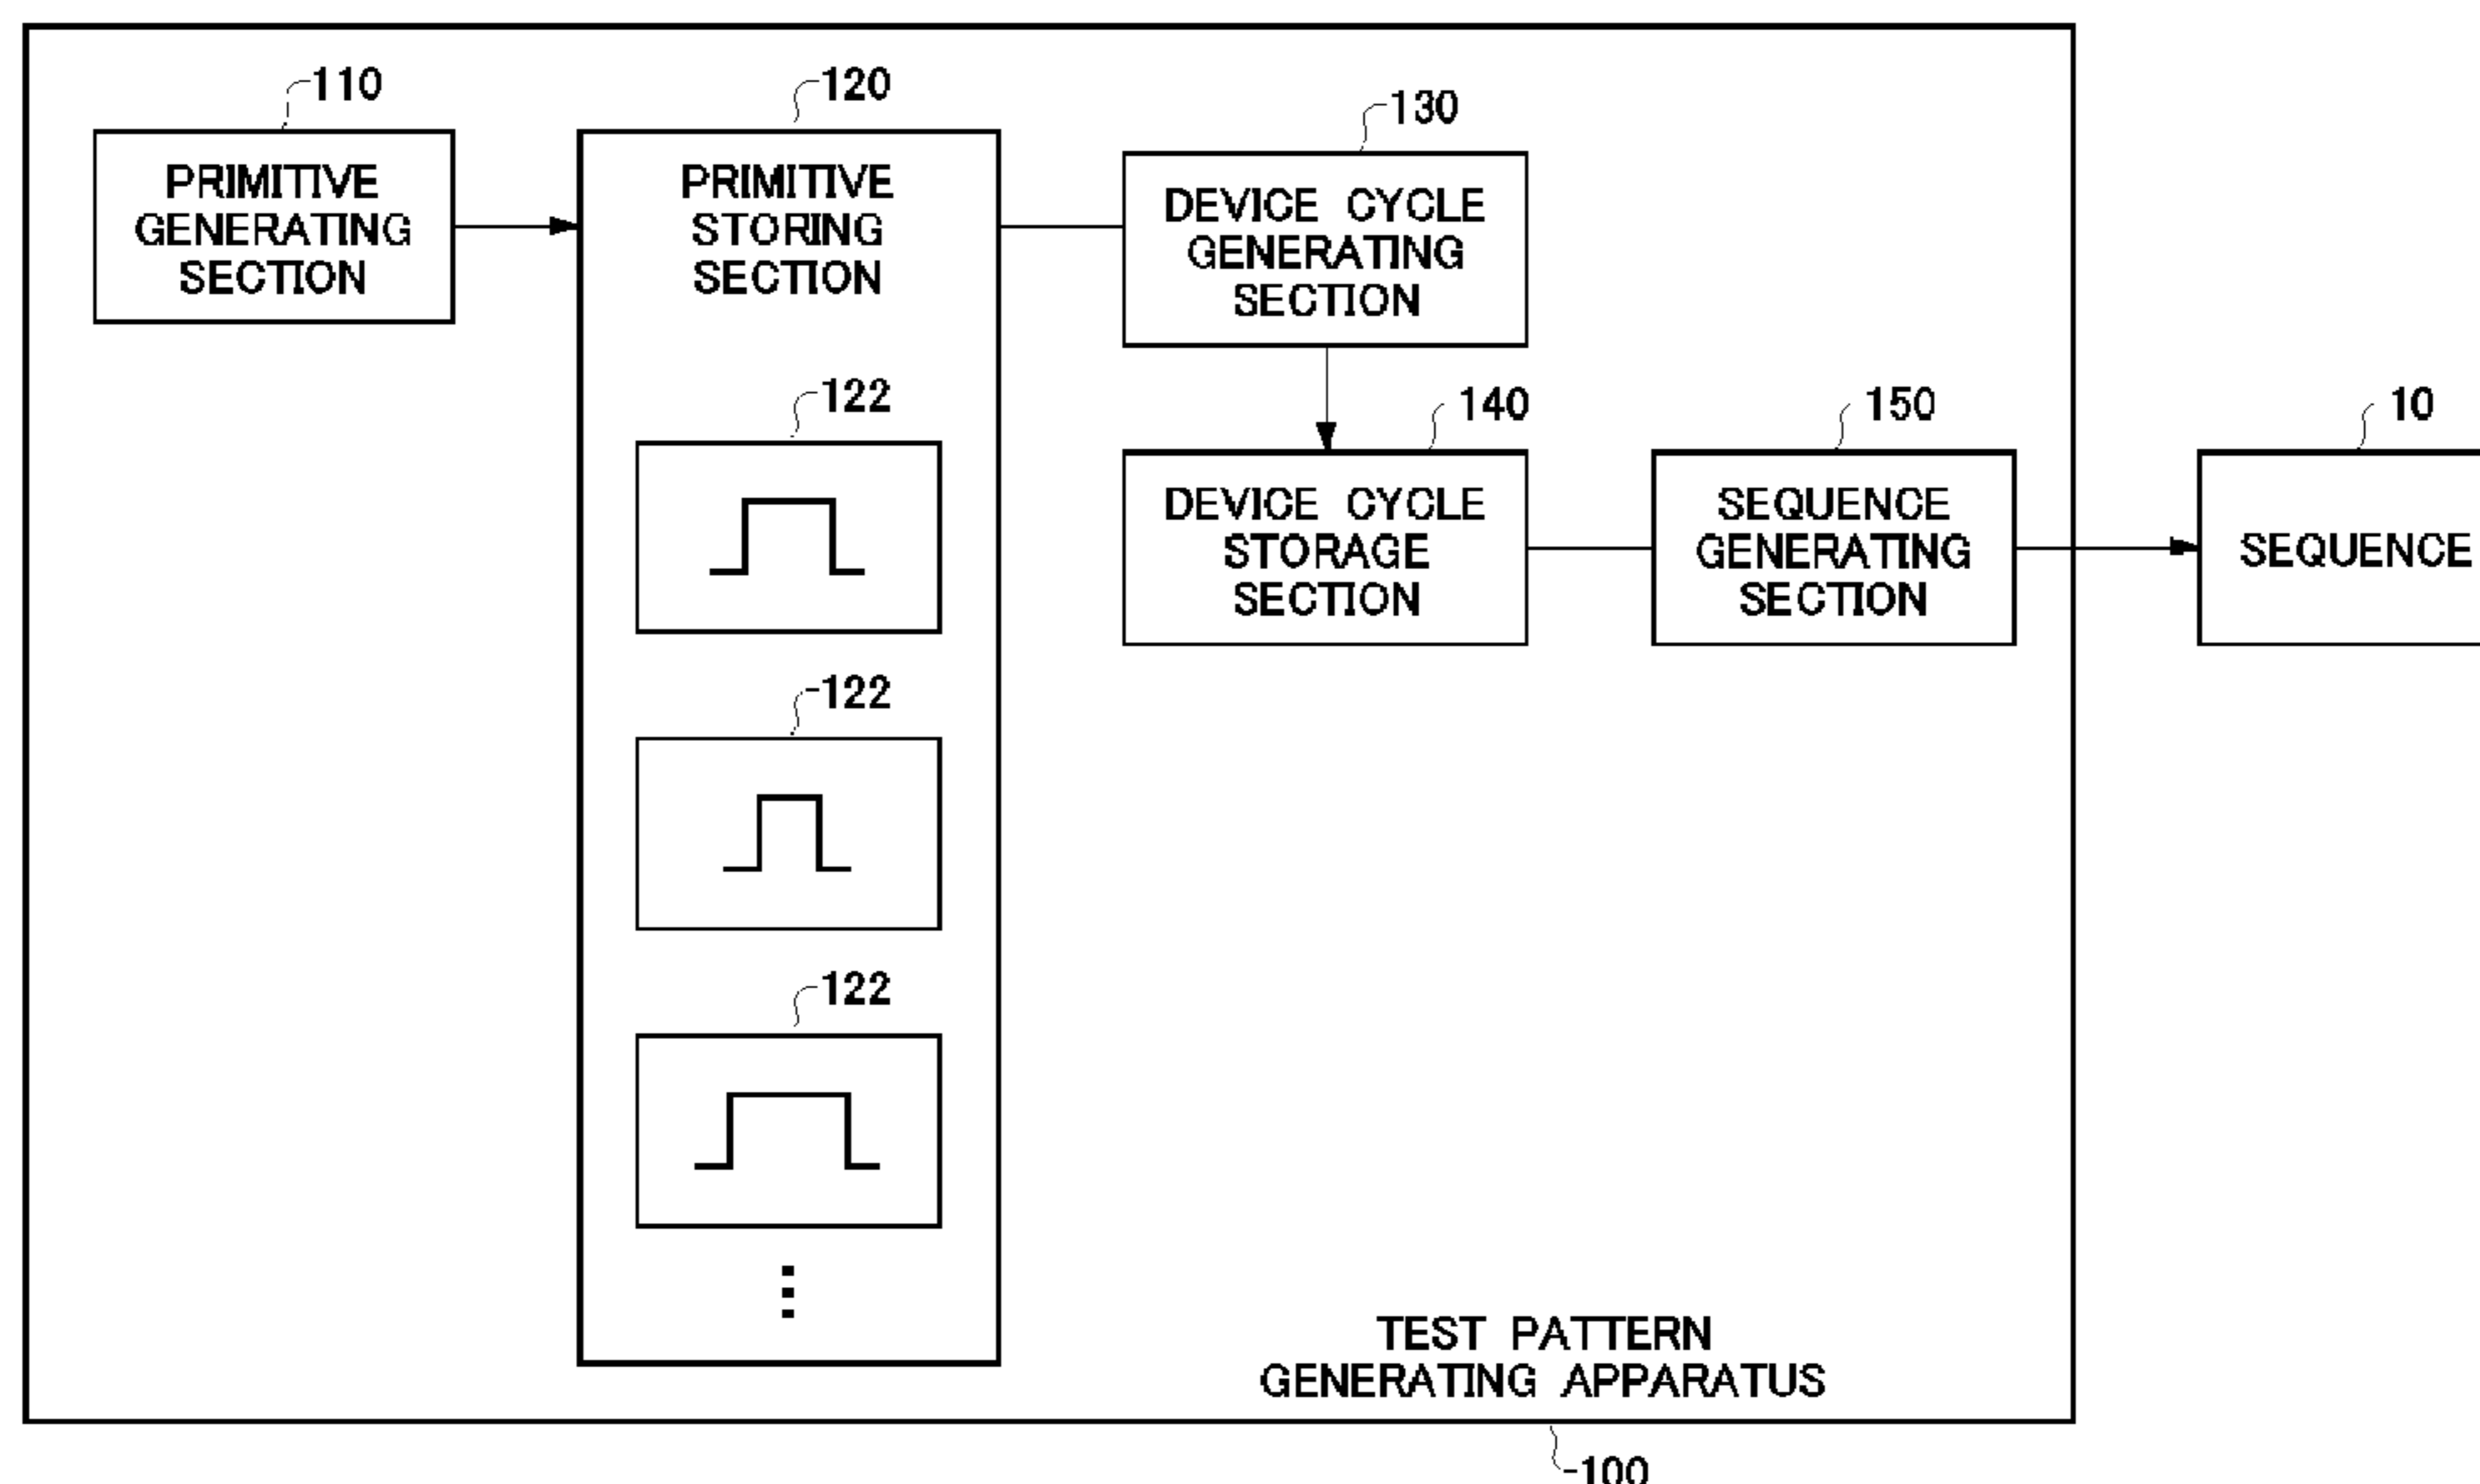 110
PRIMITIVE
GENERATING
SECTION
120
PRIMITIVE
STORING
SECTION
122
122
122
130
DEVICE CYCLE
GENERATING
SECTION
140
DEVICE CYCLE
STORAGE
SECTION
150
SEQUENCE
GENERATING
SECTION
10
SEQUENCE
TEST PATTERN
GENERATING APPARATUS
100